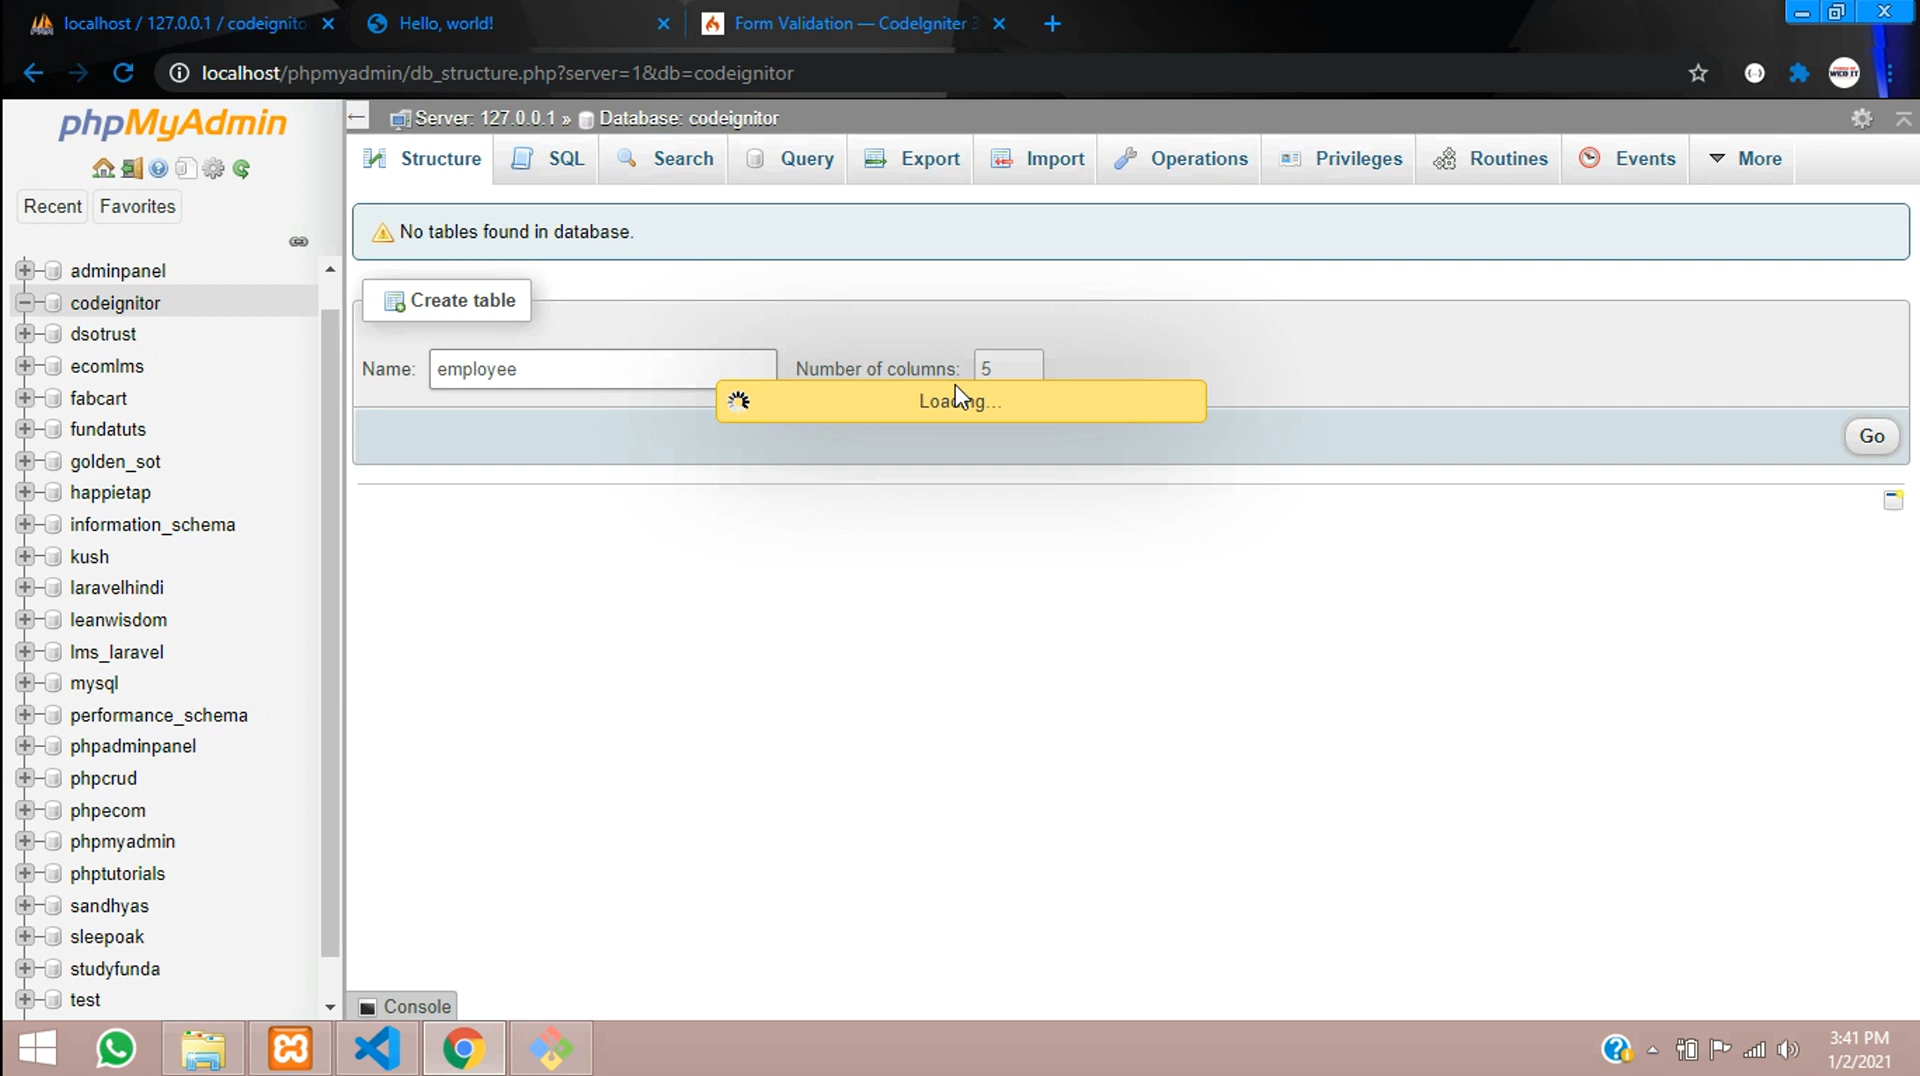 localhost / 127.0.0.1 / codeignito
Hello, world!
Form Validation — CodeIgniter 3
localhost/phpmyadmin/db_structure.php?server=1&db=codeignitor
WEB IT
phpMyAdmin
Server: 127.0.0.1 » Database: codeignitor
Structure SQL Search Query Export Import Operations Privileges Routines Events More
Recent Favorites
No tables found in database.
adminpanel
codeignitor
dsotrust
ecomlms
fabcart
fundatuts
golden_sot
happietap
information_schema
kush
laravelhindi
leanwisdom
lms_laravel
mysql
performance_schema
phpadminpanel
phpcrud
phpecom
phpmyadmin
phptutorials
sandhyas
sleepoak
studyfunda
test
Create table
Name: employee Number of columns: 5
Loading...
Go
Console
3:41 PM
1/2/2021